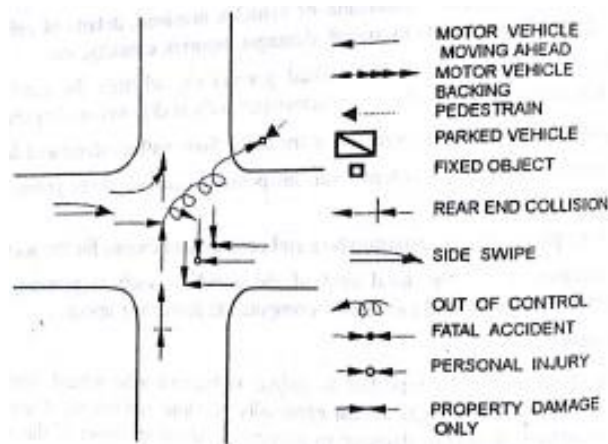 MOTOR VEHICLE
MOVING AHEAD
MOTOR VEHICLE
BACKING
PEDESTRAIN
PARKED VEHICLE
FIXED OBJECT
REAR END COLLISION
SIDE SWIPE
OUT OF CONTROL
FATAL ACCIDENT
PERSONAL INJURY
PROPERTY DAMAGE
ONLY